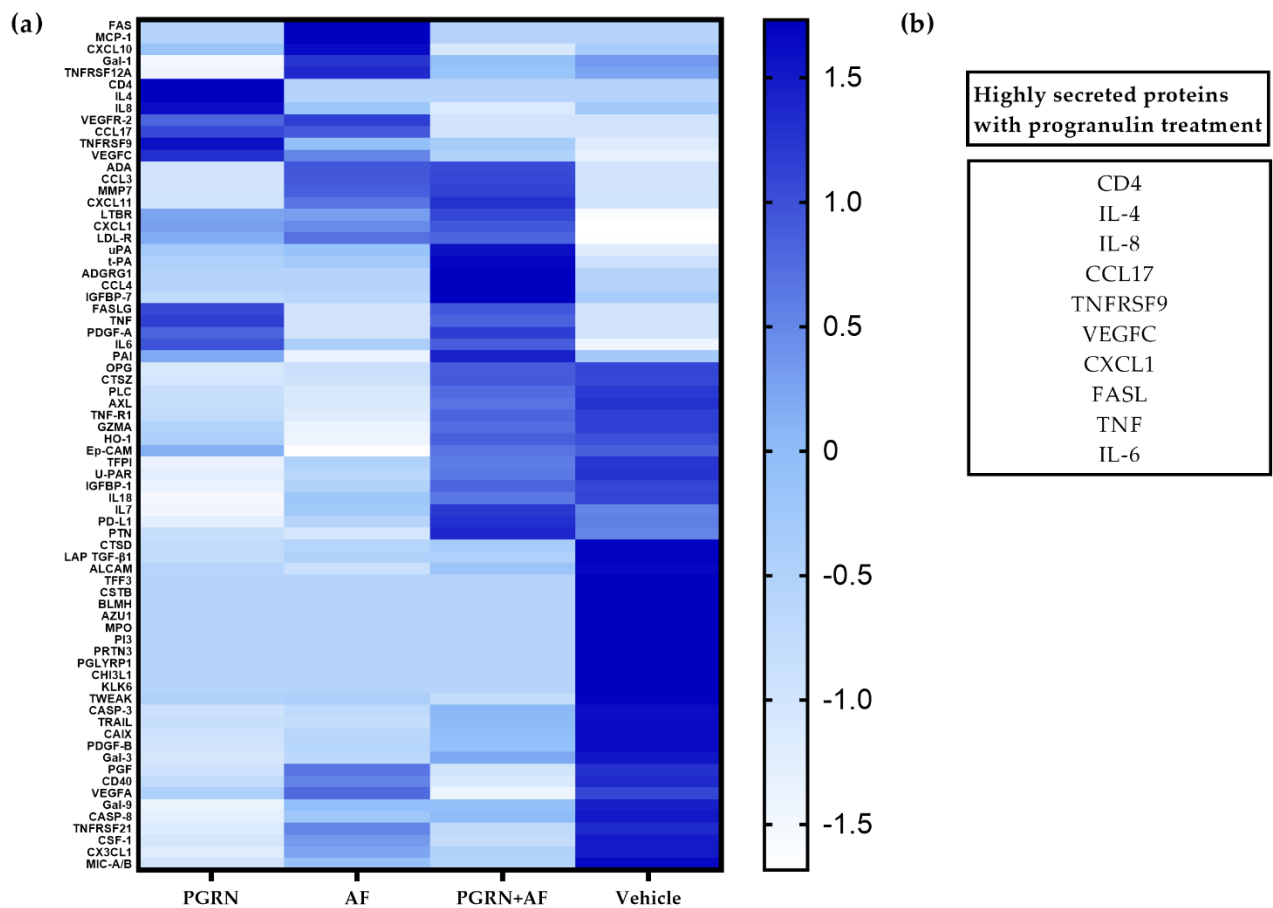 (a)
FAS
MCP-1
CXCL10
Gal-1
TNFRSF12A
CD4
IL4
IL8
VEGFR-2
CCL17
TNFRSF9
VEGFC
ADA
CCL3
MMP7
CXCL11
LTBR
CXCL1
LDL-R
uPA
t-PA
ADGRG1
CCL4
IGFBP-7
FASLG
TNF
PDGF-A
IL6
PAI
OPG
CTSZ
PLC
AXL
TNF-R1
GZMA
HO-1
Ep-CAM
TFPI
U-PAR
IGFBP-1
IL18
IL7
PD-L1
PTN
CTSD
LAP TGF-β1
ALCAM
TFF3
CSTB
BLMH
AZU1
MPO
PI3
PRTN3
PGLYRP1
CHI3L1
KLK6
TWEAK
CASP-3
TRAIL
CAIX
PDGF-B
Gal-3
PGF
CD40
VEGFA
Gal-9
CASP-8
TNFRSF21
CSF-1
CX3CL1
MIC-A/B
PGRN AF PGRN+AF Vehicle
1.5
1.0
0.5
0
-0.5
-1.0
-1.5
(b)
Highly secreted proteins
with progranulin treatment
CD4
IL-4
IL-8
CCL17
TNFRSF9
VEGFC
CXCL1
FASL
TNF
IL-6